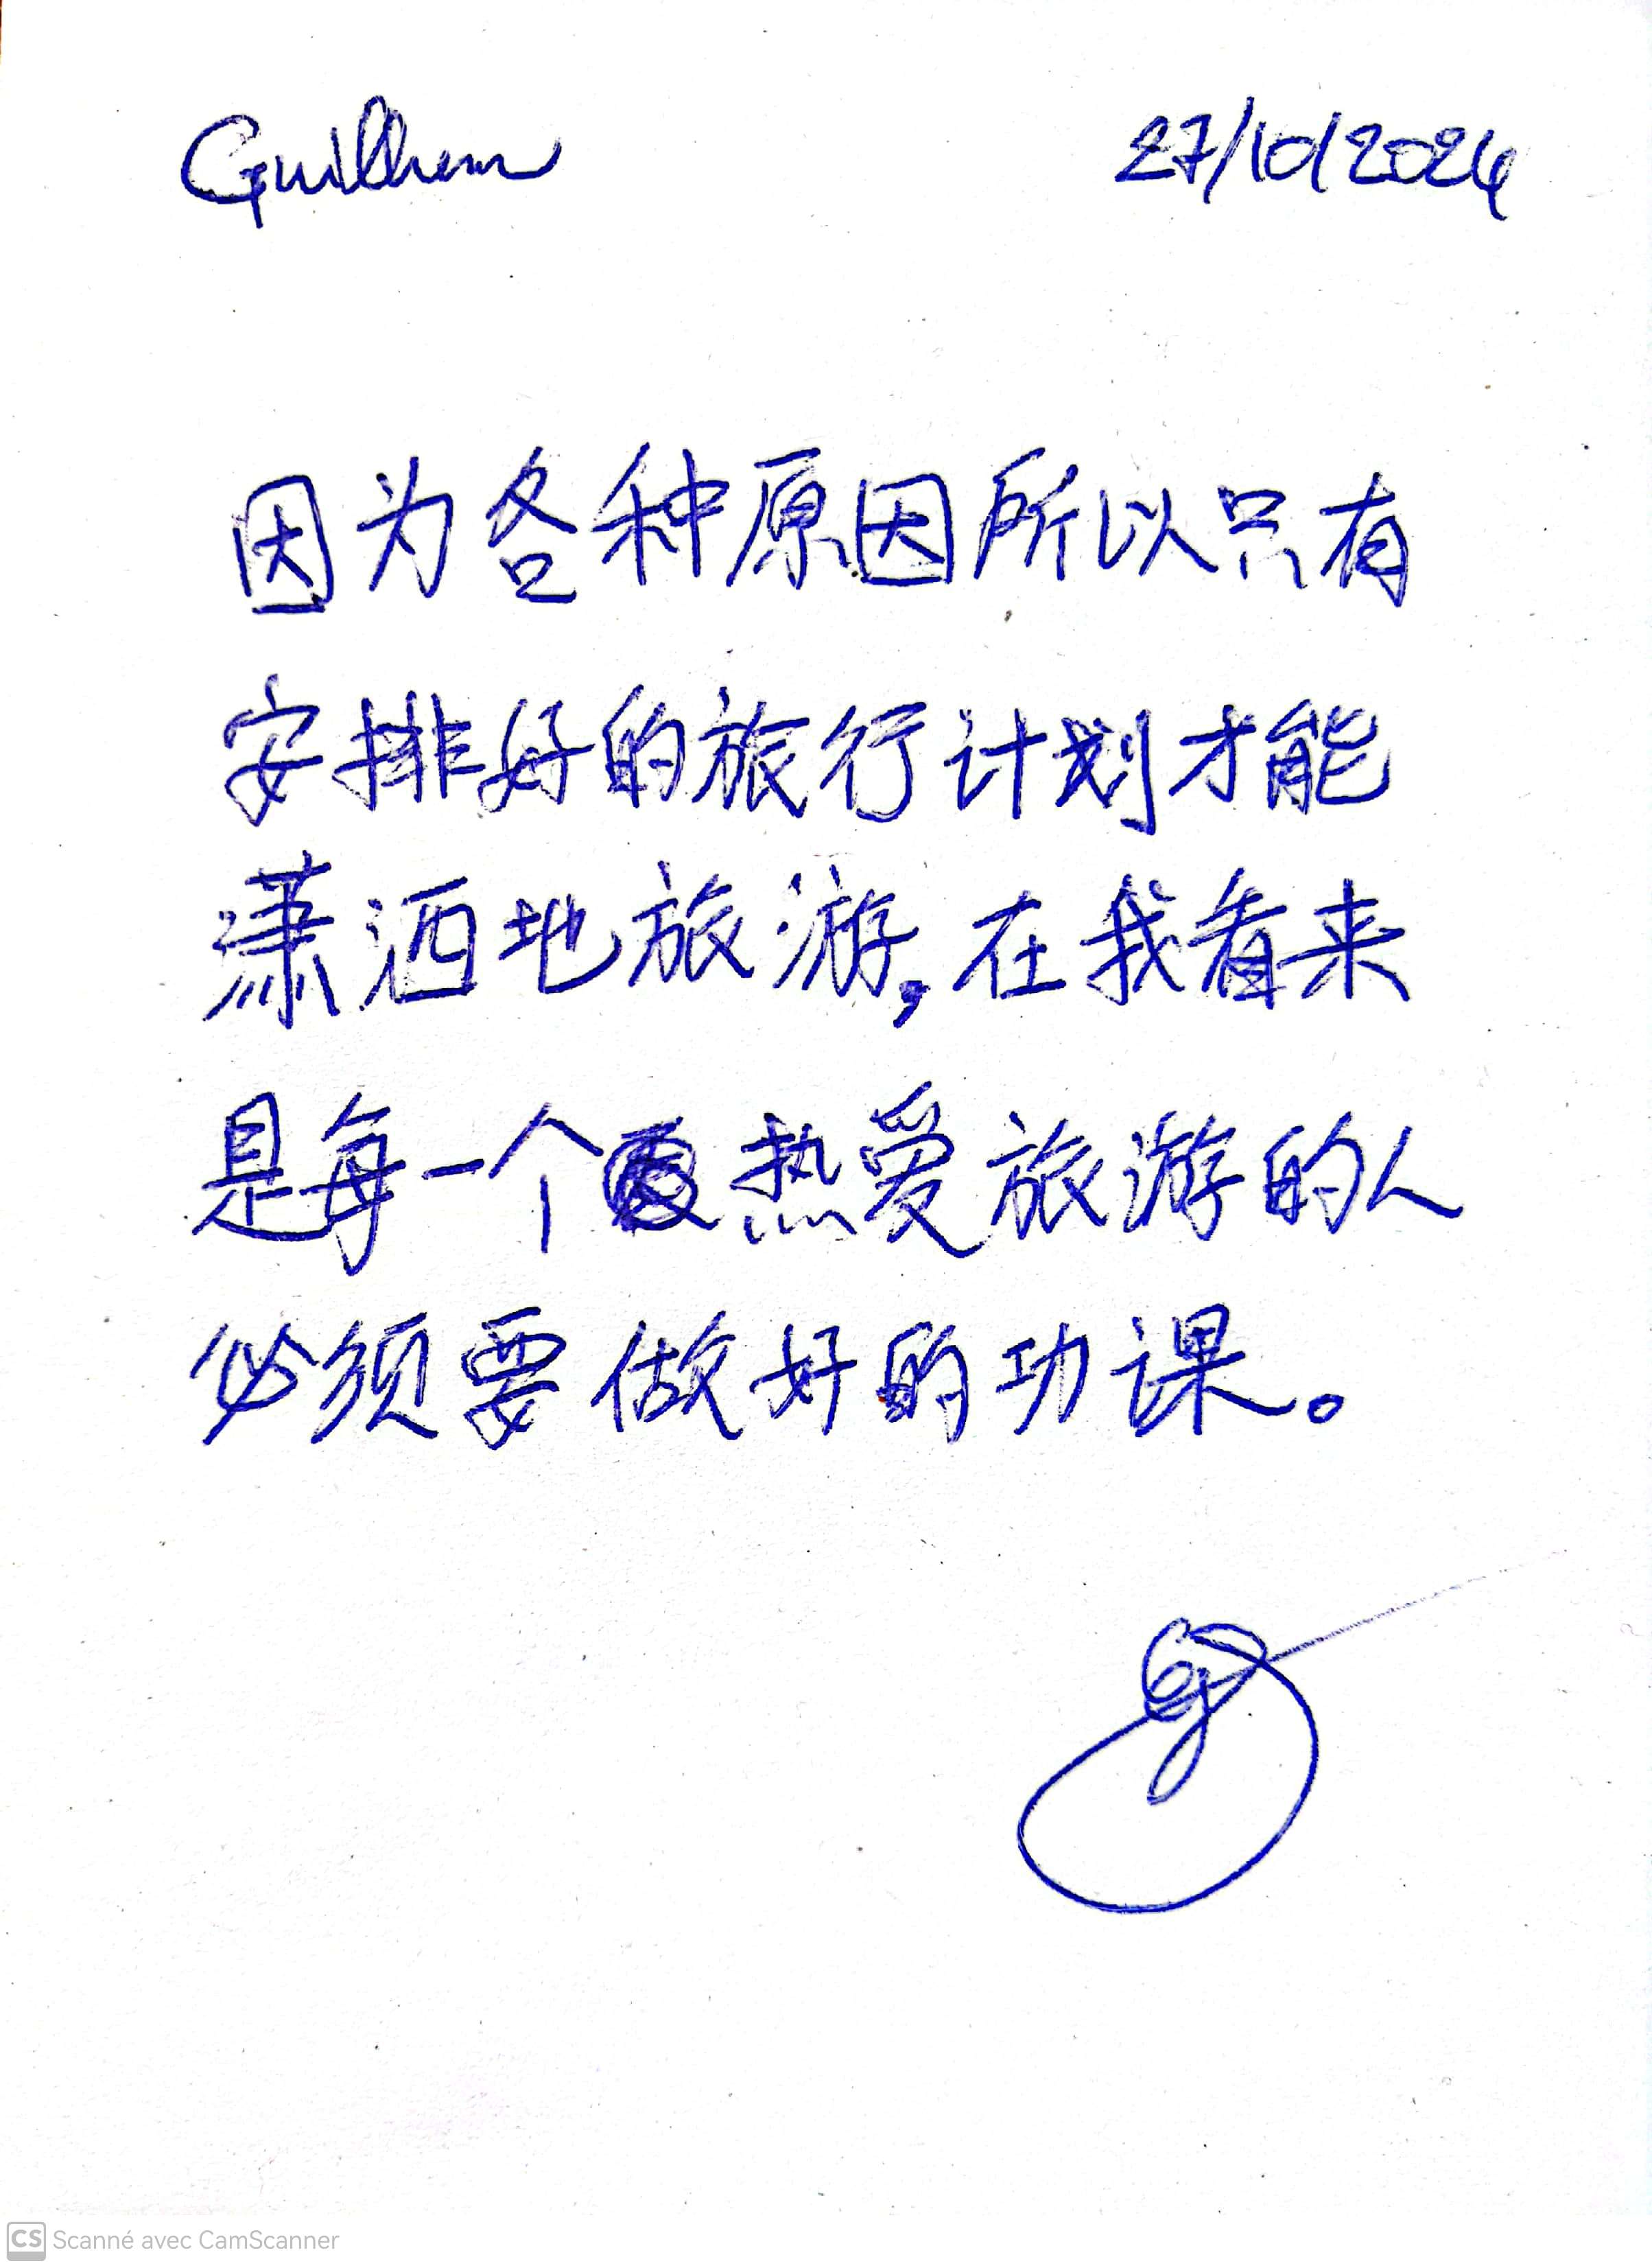 Guilhem 27/10/2024
因为各种原因所以只有
安排好的旅行计划才能
潇洒地旅游,在我看来
是每一个热爱旅游的人
必须要做好的功课。
CS Scanné avec CamScanner